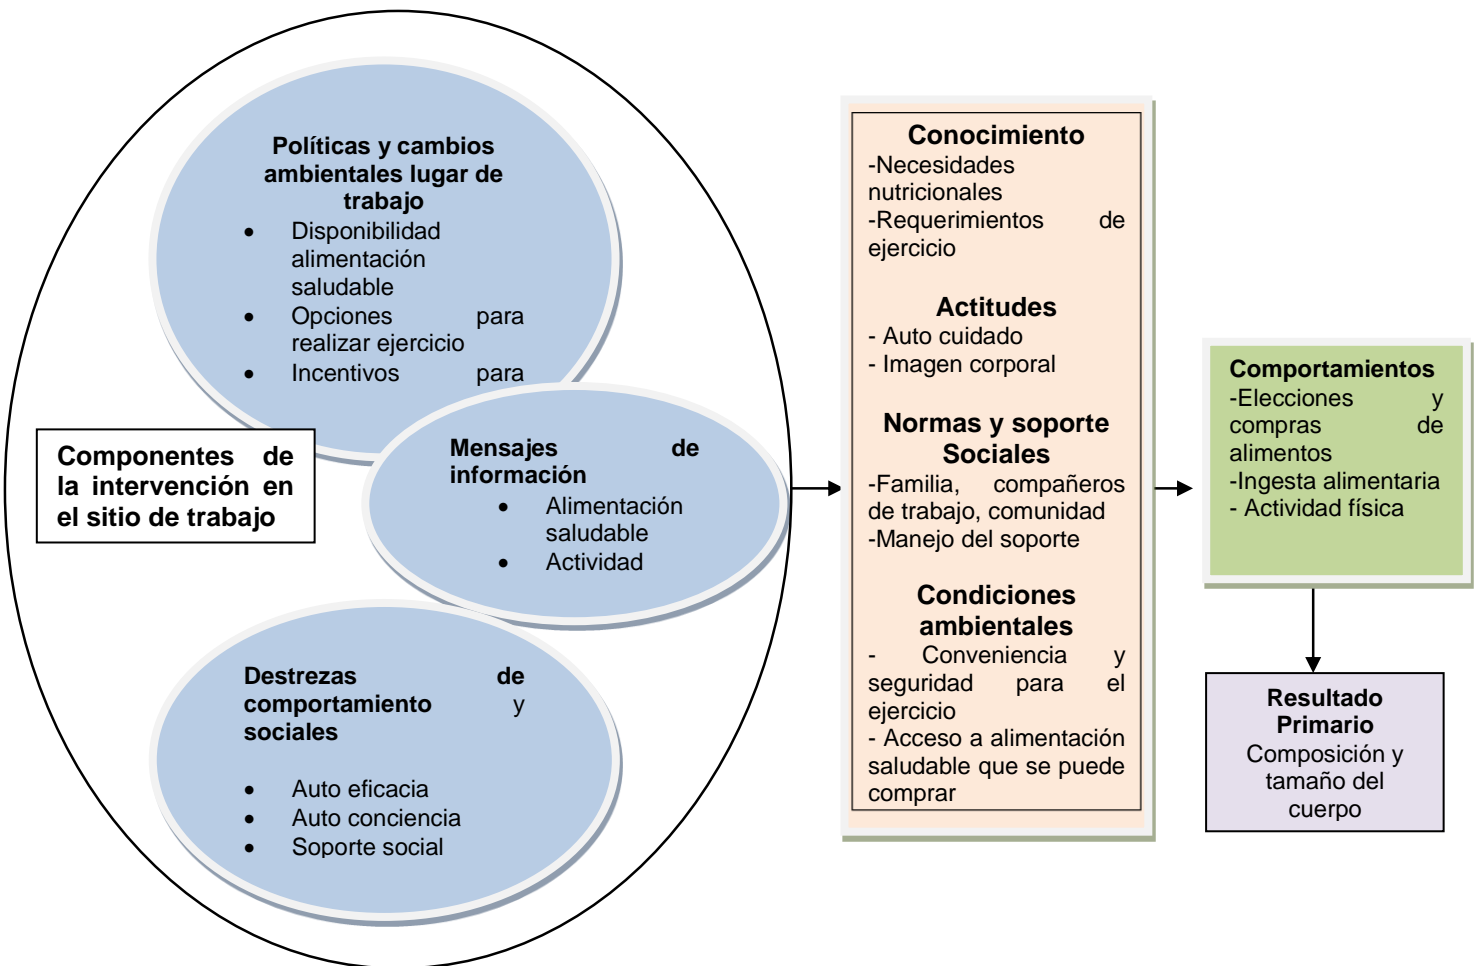 Políticas y cambios
ambientales lugar de
trabajo
• Disponibilidad
alimentación
saludable
• Opciones para
realizar ejercicio
• Incentivos para
Mensajes de
información
• Alimentación
saludable
• Actividad
Componentes de
la intervención en
el sitio de trabajo
Destrezas de
comportamiento y
sociales
• Auto eficacia
• Auto conciencia
• Soporte social
Conocimiento
-Necesidades
nutricionales
-Requerimientos de
ejercicio
Actitudes
- Auto cuidado
- Imagen corporal
Normas y soporte
Sociales
-Familia, compañeros
de trabajo, comunidad
-Manejo del soporte
Condiciones
ambientales
- Conveniencia y
seguridad para el
ejercicio
- Acceso a alimentación
saludable que se puede
comprar
Comportamientos
-Elecciones y
compras de
alimentos
-Ingesta alimentaria
- Actividad física
Resultado
Primario
Composición y
tamaño del
cuerpo